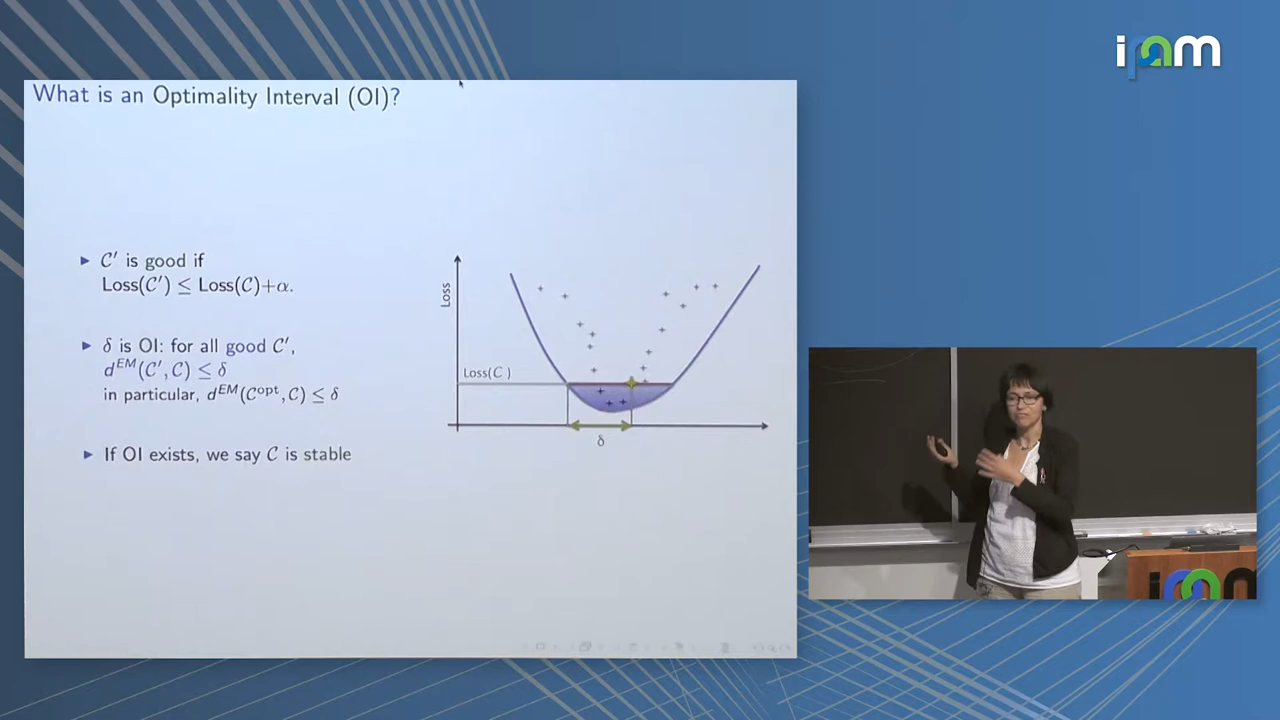 ipam
What is an Optimality Interval (OI)?
▶ C′ is good if
Loss(C′) ≤ Loss(C)+α.
▶ δ is OI: for all good C′,
d^EM(C′, C) ≤ δ
in particular, d^EM(C^opt, C) ≤ δ
▶ If OI exists, we say C is stable
Loss
Loss(C )
δ
ipam